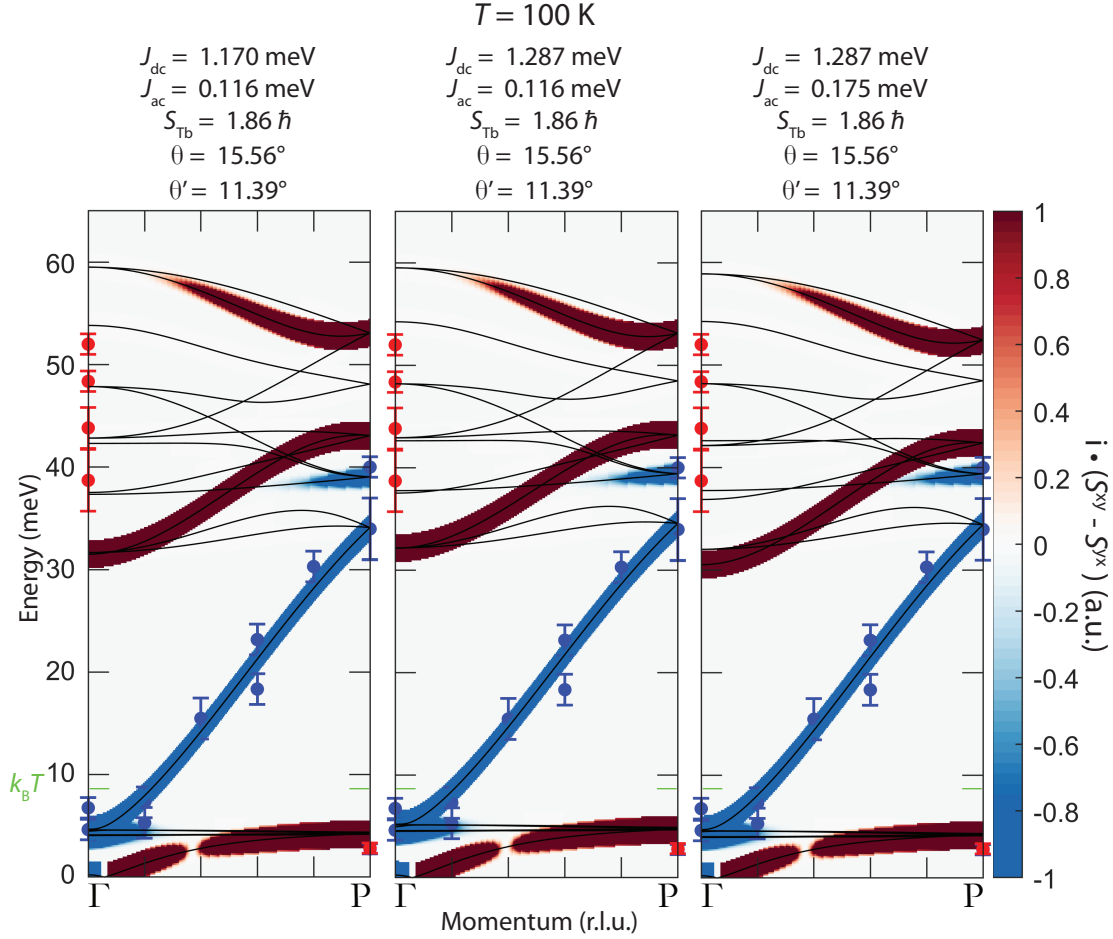 T = 100 K
J_dc = 1.170 meV
J_ac = 0.116 meV
S_Tb = 1.86 ℏ
θ = 15.56°
θ′ = 11.39°
J_dc = 1.287 meV
J_ac = 0.116 meV
S_Tb = 1.86 ℏ
θ = 15.56°
θ′ = 11.39°
J_dc = 1.287 meV
J_ac = 0.175 meV
S_Tb = 1.86 ℏ
θ = 15.56°
θ′ = 11.39°
Energy (meV)
60
50
40
30
20
10
0
k_BT
Γ
P
Γ
P
Γ
P
Momentum (r.l.u.)
1
0.8
0.6
0.4
0.2
0
-0.2
-0.4
-0.6
-0.8
-1
i • (S^xy - S^yx) (a.u.)